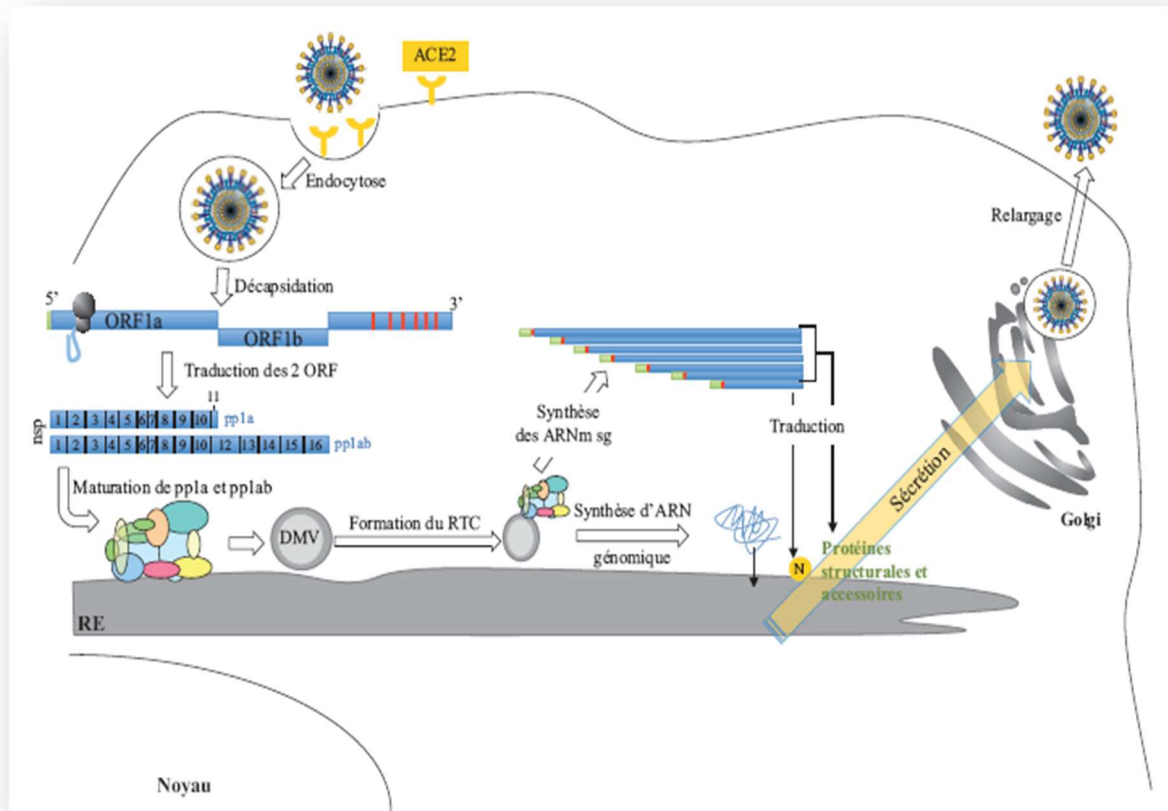 ACE2
Endocytose
Relargage
Décapsidation
5’
3’
ORF1a
ORF1b
Traduction des 2 ORF
11
nsp
1 2 3 4 5 6 7 8 9 10
pp1a
1 2 3 4 5 6 7 8 9 10 12 13 14 15 16
pp1ab
Synthèse
des ARNm sg
Traduction
Maturation de pp1a et pp1ab
DMV
Formation du RTC
Synthèse d’ARN
génomique
Sécrétion
Golgi
N
Protéines
structurales et
accessoires
RE
Noyau